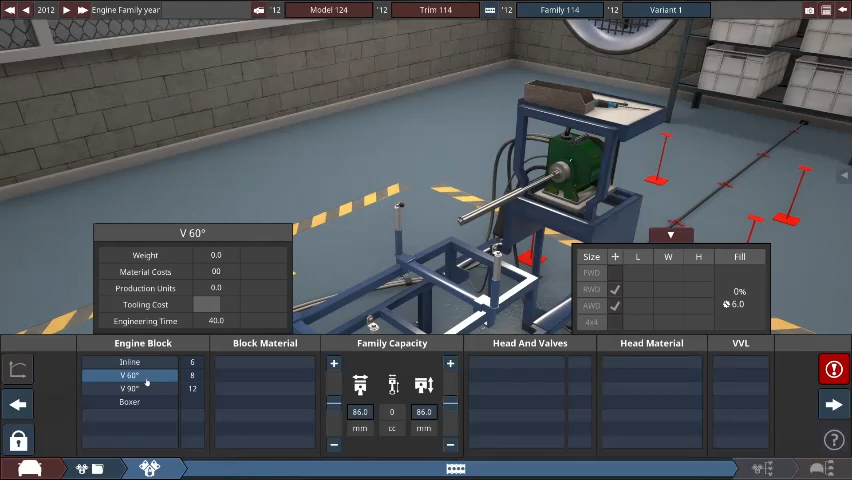 2012 Engine Family year '12 Model 124 '12 Trim 114 '12 Family 114 '12 Variant 1
V 60°
Weight 0.0
Material Costs 00
Production Units 0.0
Tooling Cost
Engineering Time 40.0
Size + L W H Fill
FWD
RWD 0%
AWD 6.0
4x4
Engine Block Block Material Family Capacity Head And Valves Head Material VVL
Inline 6
V 60° 8
V 90° 12
Boxer
+ +
86.0 0 86.0
mm cc mm
- -